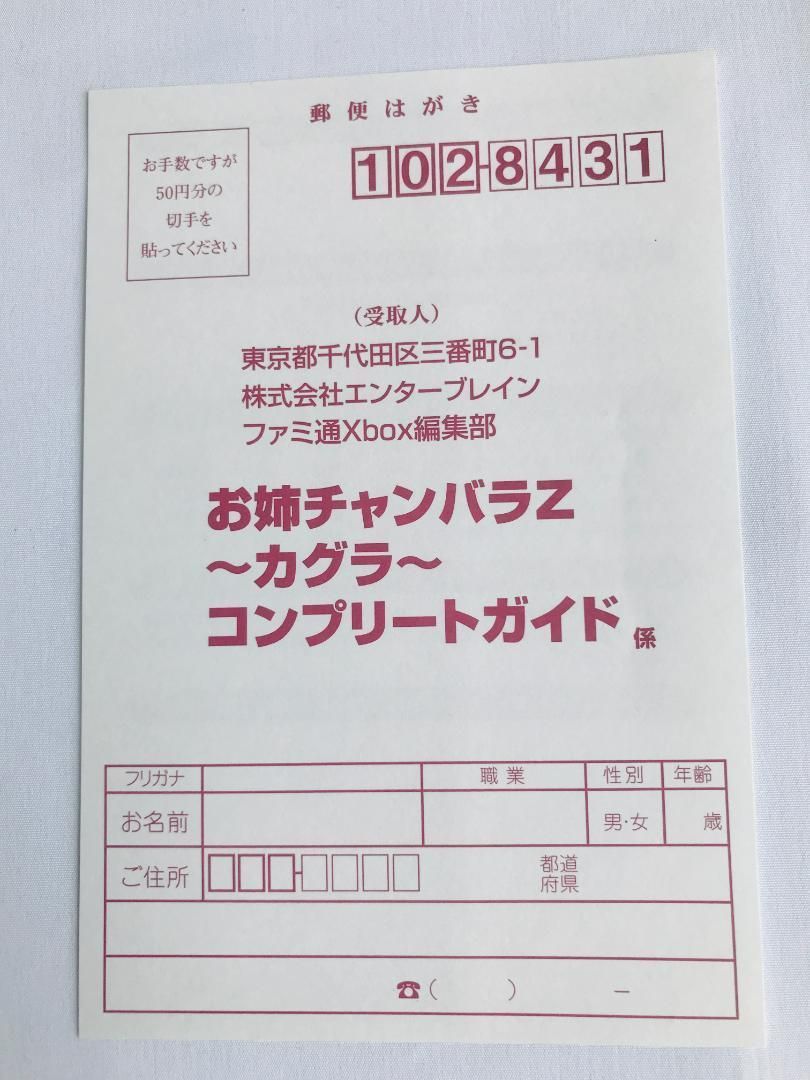 郵便はがき
お手数ですが
50円分の
切手を
貼ってください
102-8431
（受取人）
東京都千代田区三番町6-1
株式会社エンターブレイン
ファミ通Xbox編集部
お姉チャンバラZ
～カグラ～
コンプリートガイド 係
フリガナ 職業 性別 年齢
お名前 男・女 歳
ご住所 - 都道
府県
☎( ) －